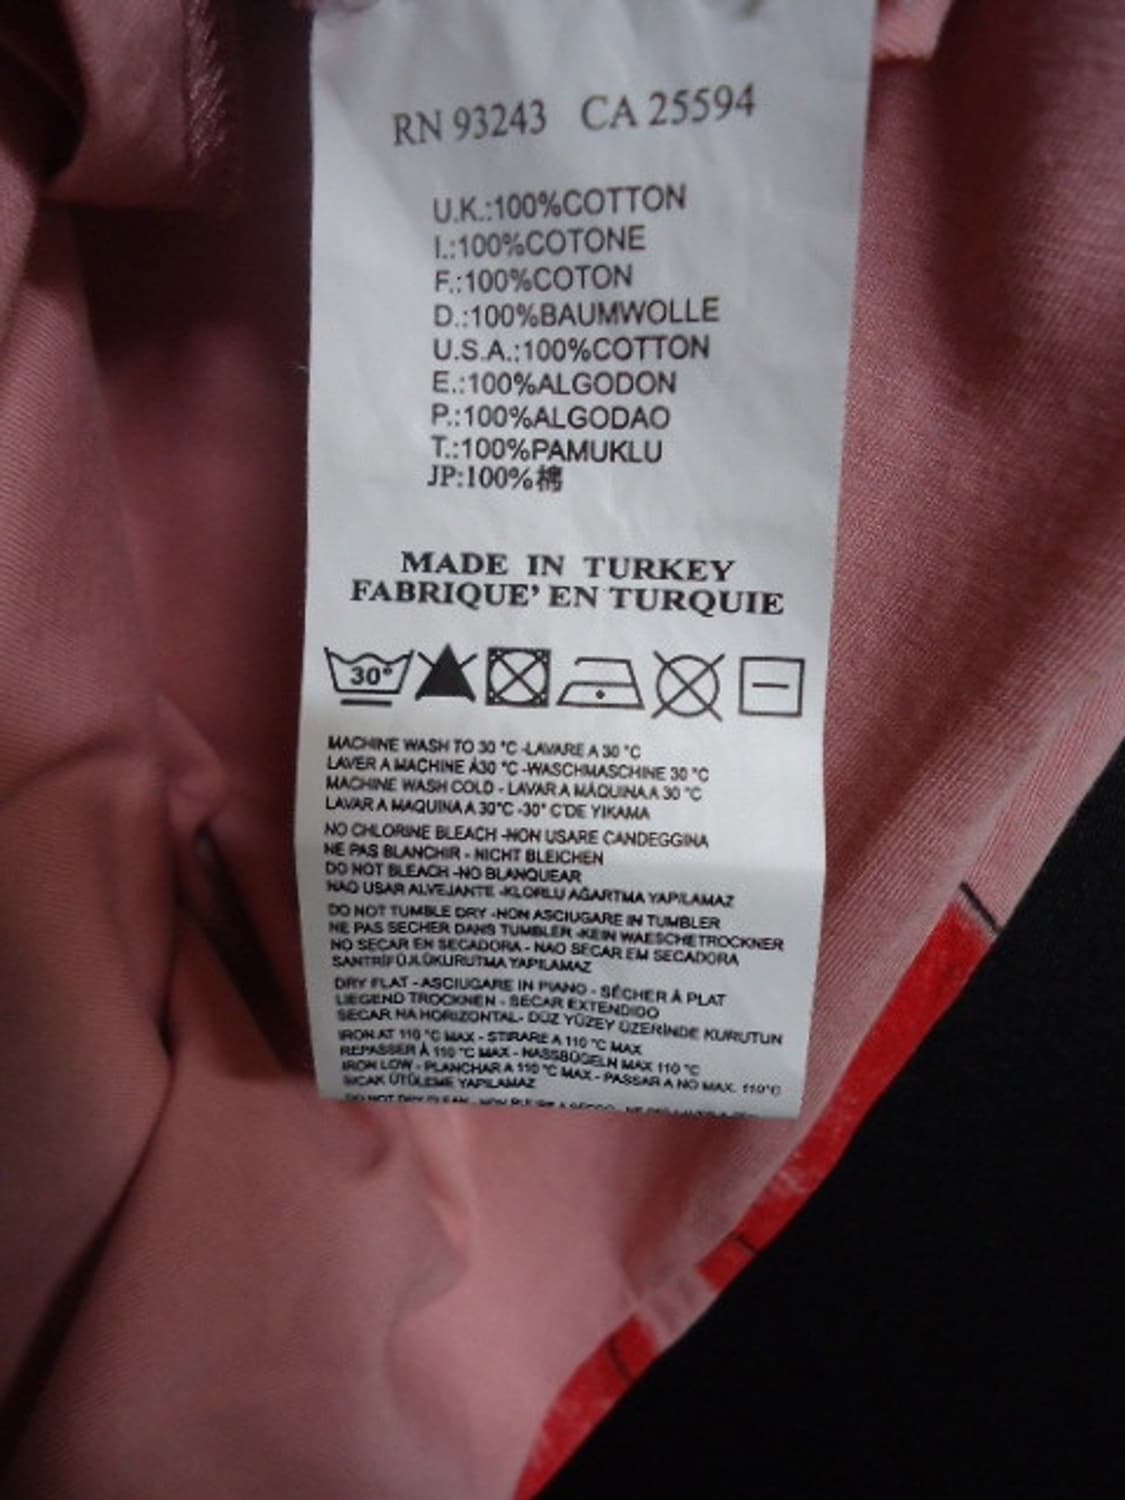 RN 93243 CA 25594
U.K.:100%COTTON
I.:100%COTONE
F.:100%COTON
D.:100%BAUMWOLLE
U.S.A.:100%COTTON
E.:100%ALGODON
P.:100%ALGODAO
T.:100%PAMUKLU
JP:100%棉
MADE IN TURKEY
FABRIQUE' EN TURQUIE
30°
MACHINE WASH TO 30 °C -LAVARE A 30 °C
LAVER A MACHINE À30 °C -WASCHMASCHINE 30 °C
MACHINE WASH COLD - LAVAR A MÁQUINA A 30 °C
LAVAR A MAQUINA A 30°C -30° C'DE YIKAMA
NO CHLORINE BLEACH -NON USARE CANDEGGINA
NE PAS BLANCHIR - NICHT BLEICHEN
DO NOT BLEACH -NO BLANQUEAR
NAO USAR ALVEJANTE -KLORLU AĞARTMA YAPILAMAZ
DO NOT TUMBLE DRY -NON ASCIUGARE IN TUMBLER
NE PAS SECHER DANS TUMBLER -KEIN WAESCHETROCKNER
NO SECAR EN SECADORA - NAO SECAR EM SECADORA
SANTRİFÜJLÜKURUTMA YAPILAMAZ
DRY FLAT - ASCIUGARE IN PIANO - SÉCHER À PLAT
LIEGEND TROCKNEN - SECAR EXTENDIDO
SECAR NA HORIZONTAL- DÜZ YÜZEY ÜZERİNDE KURUTUN
IRON AT 110 °C MAX - STIRARE A 110 °C MAX
REPASSER À 110 °C MAX - NASSBÜGELN MAX 110 °C
IRON LOW - PLANCHAR A 110 °C MAX - PASSAR A NO MAX. 110°C
SICAK ÜTÜLEME YAPILAMAZ
DO NOT DRY CLEAN